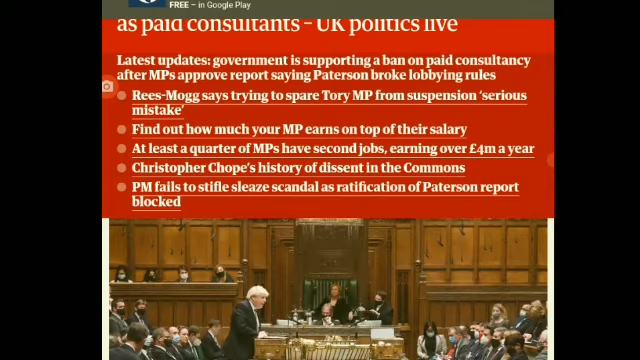 FREE – in Google Play
as paid consultants – UK politics live
Latest updates: government is supporting a ban on paid consultancy
after MPs approve report saying Paterson broke lobbying rules
Rees-Mogg says trying to spare Tory MP from suspension ‘serious
mistake’
Find out how much your MP earns on top of their salary
At least a quarter of MPs have second jobs, earning over £4m a year
Christopher Chope’s history of dissent in the Commons
PM fails to stifle sleaze scandal as ratification of Paterson report
blocked